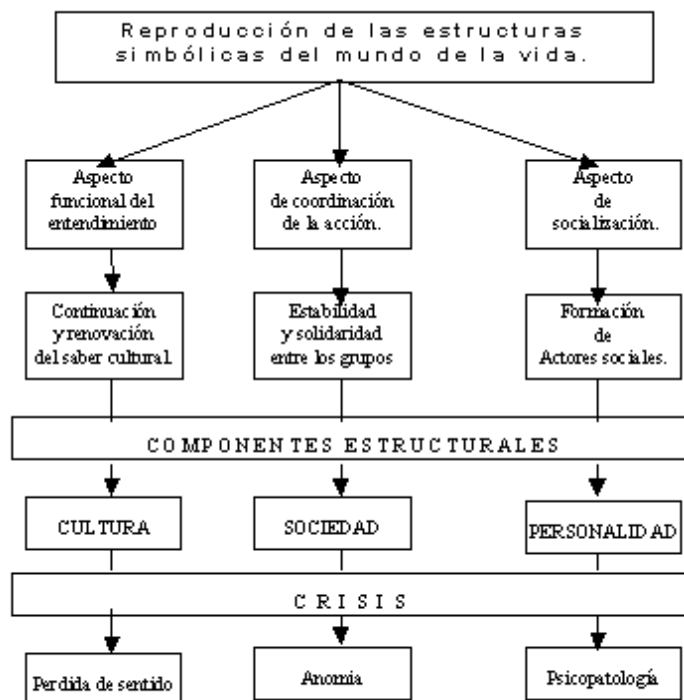 Reproducción de las estructuras
simbólicas del mundo de la vida.
Aspecto
funcional del
entendimiento
Aspecto
de coordinación
de la acción.
Aspecto
de
socialización.
Continuación
y renovación
del saber cultural.
Estabilidad
y solidaridad
entre los grupos
Formación
de
Actores sociales.
COMPONENTES ESTRUCTURALES
CULTURA
SOCIEDAD
PERSONALIDAD
CRISIS
Perdida de sentido
Anomia
Psicopatología